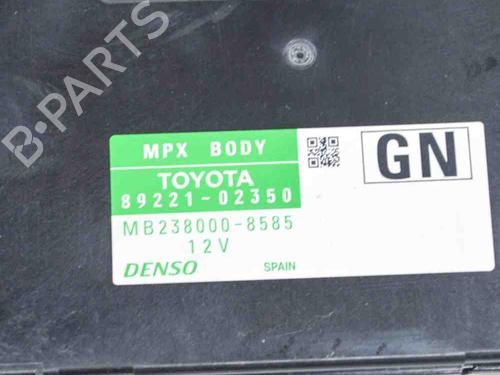 B-PARTS
MPX BODY
TOYOTA
89221-02350
MB238000-8585
12V
DENSO SPAIN
GN